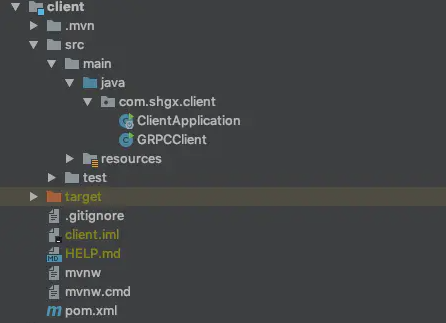 client
.mvn
src
main
java
com.shgx.client
ClientApplication
GRPCClient
resources
test
target
.gitignore
client.iml
MD HELP.md
mvnw
mvnw.cmd
m pom.xml